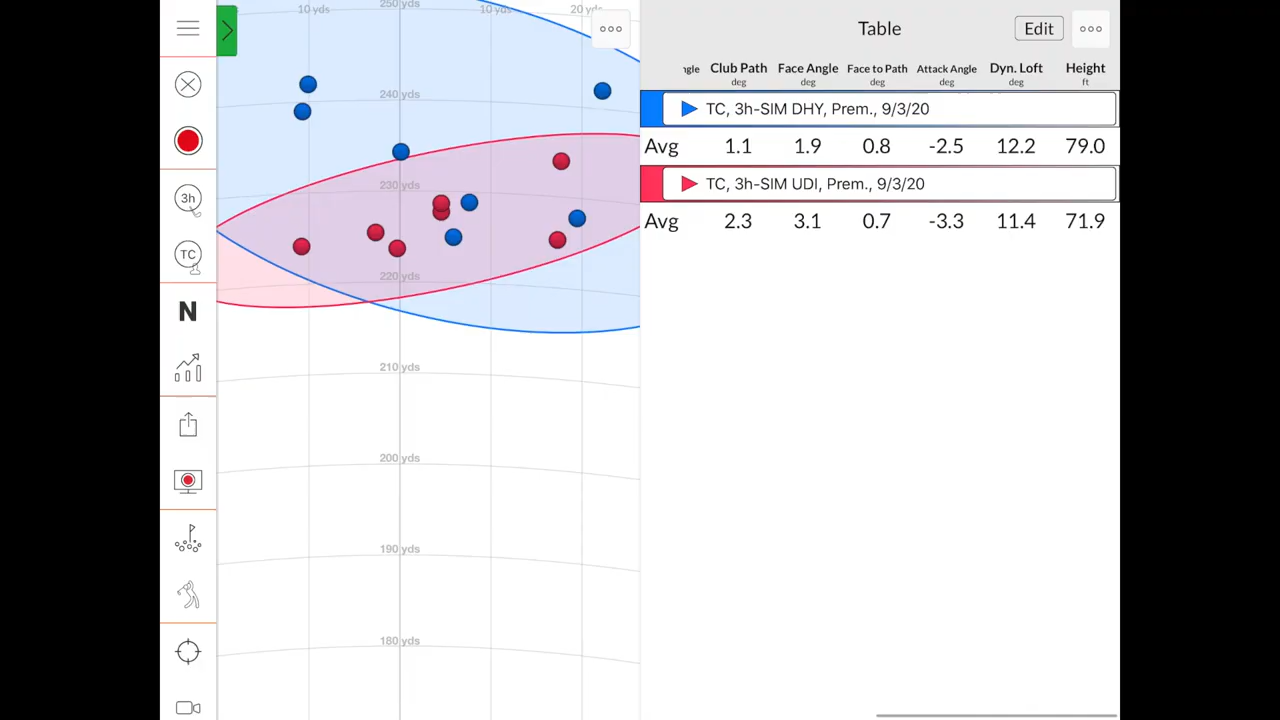 3h
TC
N
10 yds
250 yds
10 yds
20 yds
240 yds
230 yds
220 yds
210 yds
200 yds
190 yds
180 yds
Table
Edit
ngle Club Path Face Angle Face to Path Attack Angle Dyn. Loft Height
deg deg deg deg deg ft
TC, 3h-SIM DHY, Prem., 9/3/20
Avg 1.1 1.9 0.8 -2.5 12.2 79.0
TC, 3h-SIM UDI, Prem., 9/3/20
Avg 2.3 3.1 0.7 -3.3 11.4 71.9